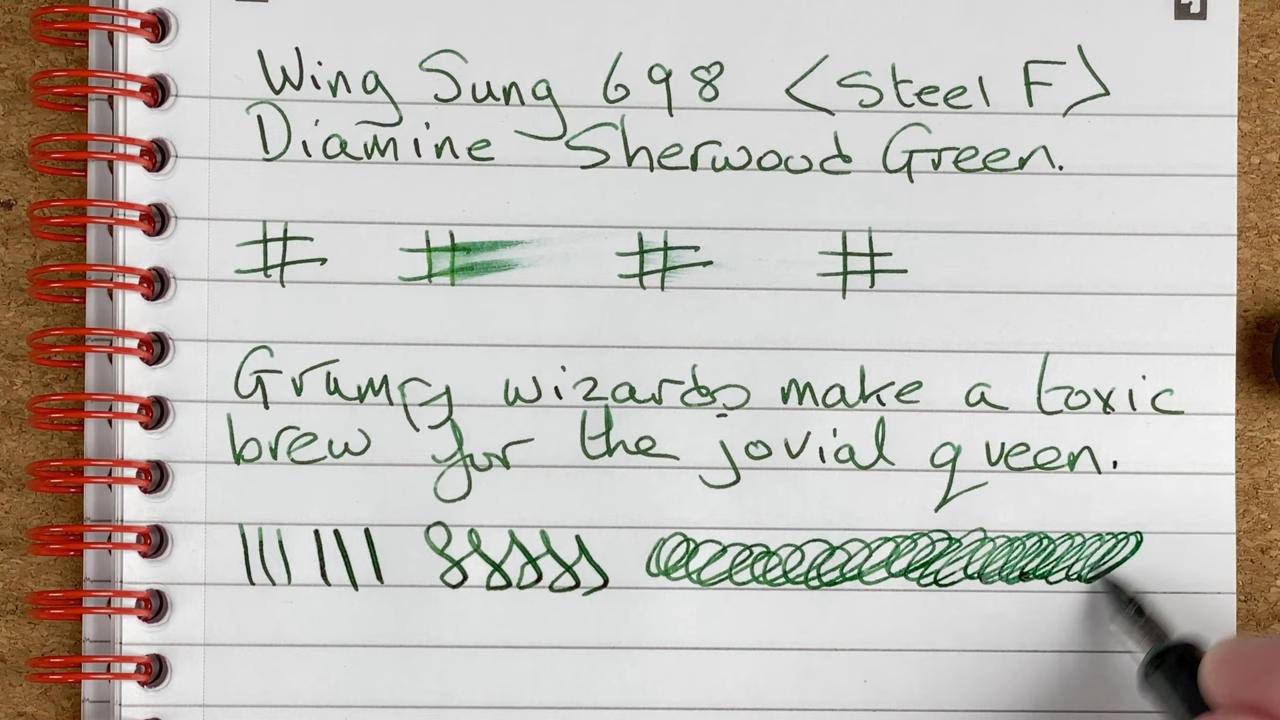 Wing Sung 698 <Steel F>
Diamine Sherwood Green.
# # # #
Grumpy wizards make a toxic
brew for the jovial queen.